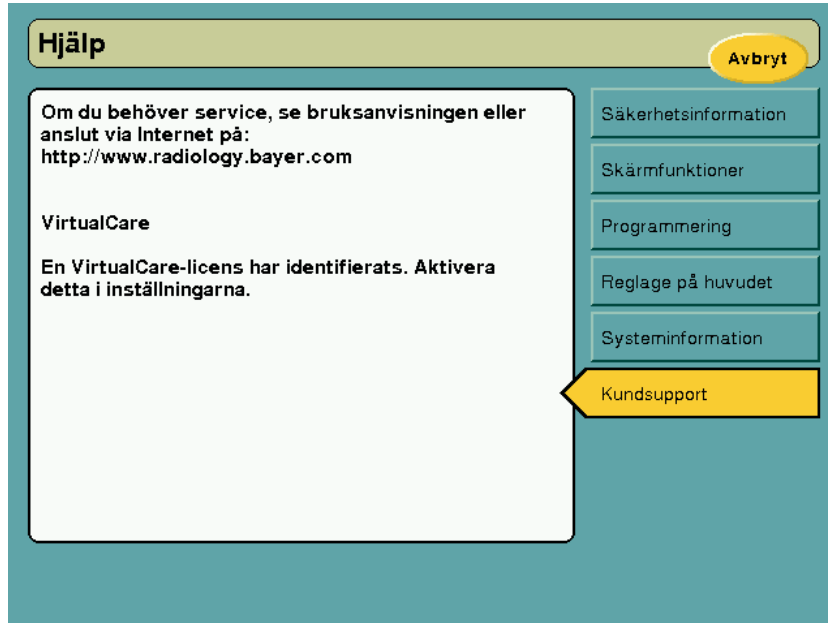 Hjälp
Avbryt
Om du behöver service, se bruksanvisningen eller
anslut via Internet på:
http://www.radiology.bayer.com
VirtualCare
En VirtualCare-licens har identifierats. Aktivera
detta i inställningarna.
Säkerhetsinformation
Skärmfunktioner
Programmering
Reglage på huvudet
Systeminformation
Kundsupport